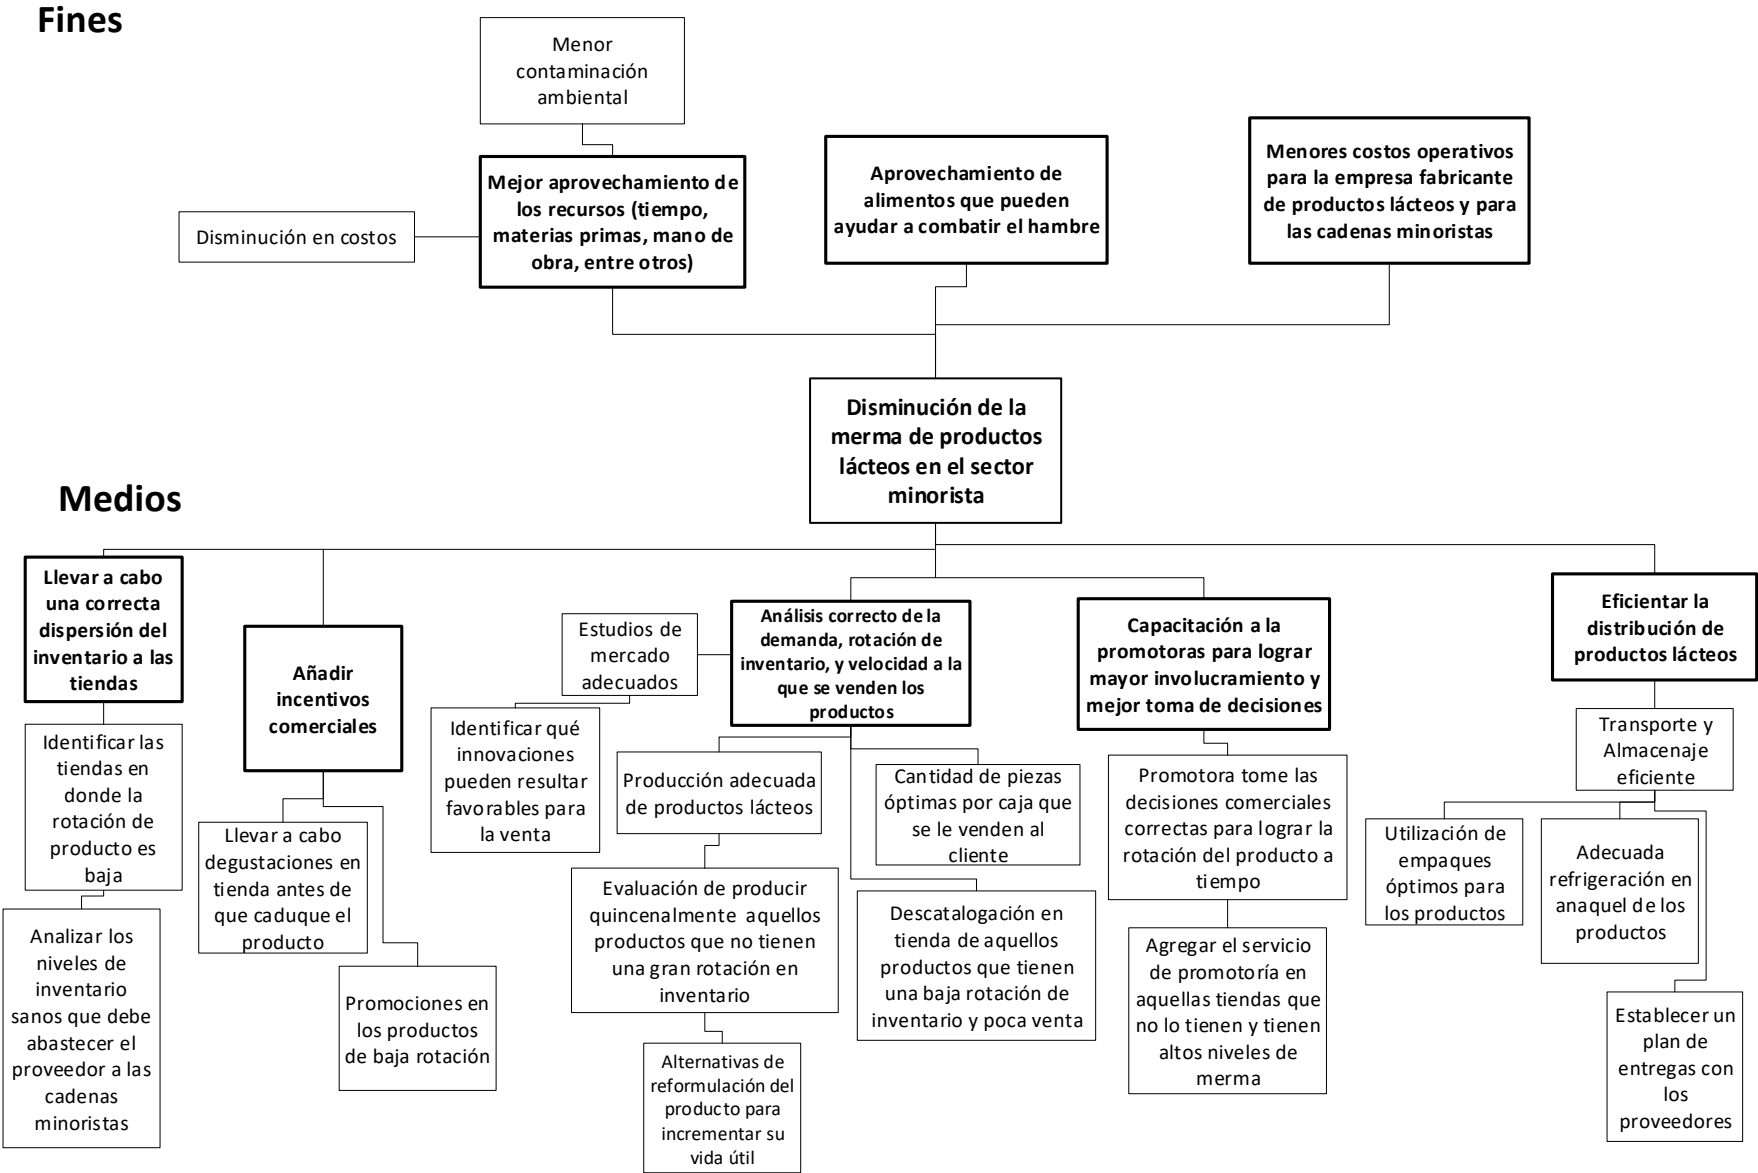 Fines
Menor
contaminación
ambiental
Mejor aprovechamiento de
los recursos (tiempo,
materias primas, mano de
obra, entre otros)
Disminución en costos
Aprovechamiento de
alimentos que pueden
ayudar a combatir el hambre
Menores costos operativos
para la empresa fabricante
de productos lácteos y para
las cadenas minoristas
Disminución de la
merma de productos
lácteos en el sector
minorista
Medios
Llevar a cabo
una correcta
dispersión del
inventario a las
tiendas
Identificar las
tiendas en
donde la
rotación de
producto es
baja
Analizar los
niveles de
inventario
sanos que debe
abastecer el
proveedor a las
cadenas
minoristas
Añadir
incentivos
comerciales
Llevar a cabo
degustaciones en
tienda antes de
que caduque el
producto
Promociones en
los productos
de baja rotación
Estudios de
mercado
adecuados
Identificar qué
innovaciones
pueden resultar
favorables para
la venta
Análisis correcto de la
demanda, rotación de
inventario, y velocidad a la
que se venden los
productos
Producción adecuada
de productos lácteos
Evaluación de producir
quincenalmente aquellos
productos que no tienen
una gran rotación en
inventario
Alternativas de
reformulación del
producto para
incrementar su
vida útil
Cantidad de piezas
óptimas por caja que
se le venden al
cliente
Descatalogación en
tienda de aquellos
productos que tienen
una baja rotación de
inventario y poca venta
Capacitación a la
promotoras para lograr
mayor involucramiento y
mejor toma de decisiones
Promotora tome las
decisiones comerciales
correctas para lograr la
rotación del producto a
tiempo
Agregar el servicio
de promotoría en
aquellas tiendas que
no lo tienen y tienen
altos niveles de
merma
Eficientar la
distribución de
productos lácteos
Transporte y
Almacenaje
eficiente
Utilización de
empaques
óptimos para
los productos
Adecuada
refrigeración en
anaquel de los
productos
Establecer un
plan de
entregas con
los
proveedores